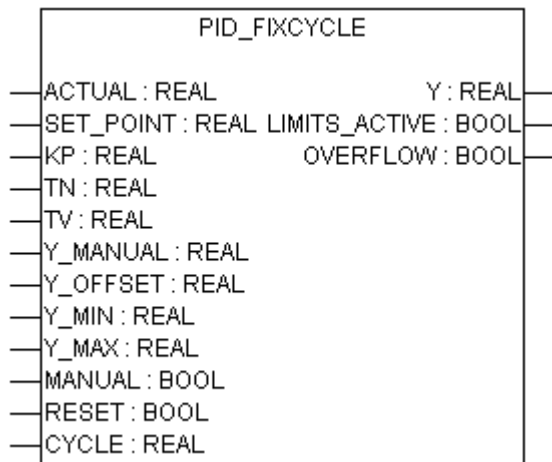 PID_FIXCYCLE
ACTUAL : REAL Y : REAL
SET_POINT : REAL LIMITS_ACTIVE : BOOL
KP : REAL OVERFLOW : BOOL
TN : REAL
TV : REAL
Y_MANUAL : REAL
Y_OFFSET : REAL
Y_MIN : REAL
Y_MAX : REAL
MANUAL : BOOL
RESET : BOOL
CYCLE : REAL